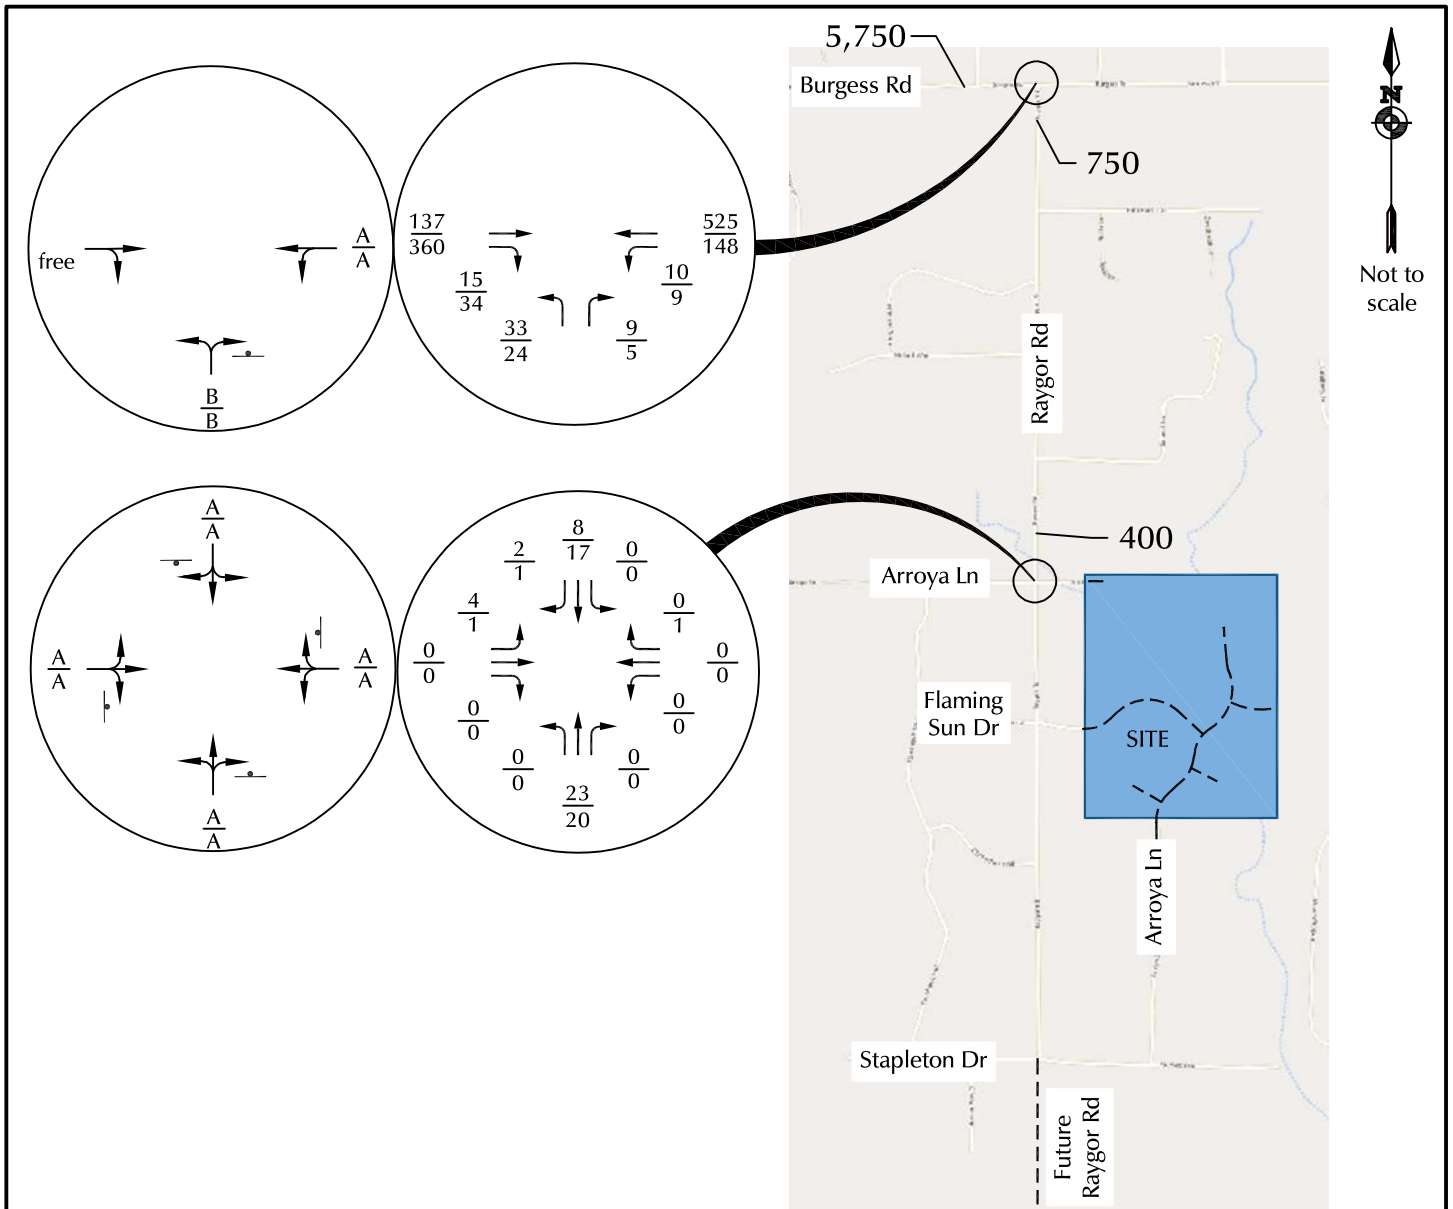 5,750
Burgess Rd
N
750
Not to
scale
free
A
A
B
B
137
360
525
148
15
34
10
9
33
24
9
5
Raygor Rd
A
A
A
A
A
A
A
A
8
17
2
1
0
0
4
1
0
1
0
0
0
0
0
0
0
0
0
0
0
0
23
20
400
Arroya Ln
Flaming
Sun Dr
SITE
Arroya Ln
Stapleton Dr
Future
Raygor Rd